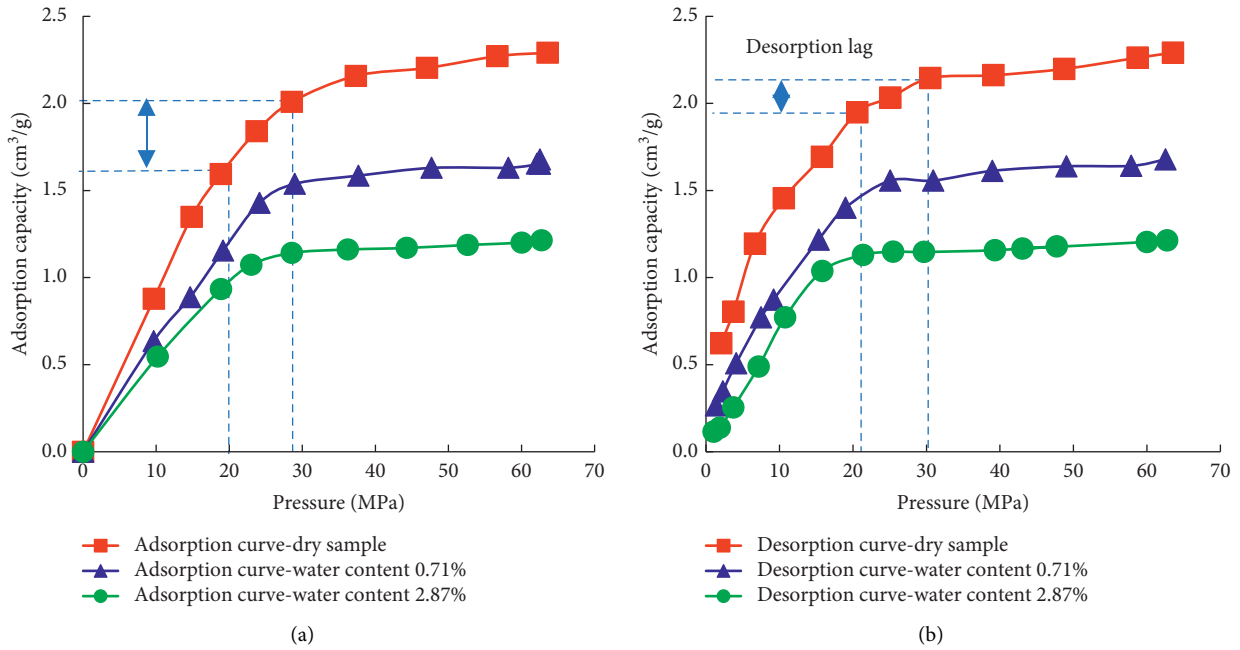 2.5
2.0
1.5
1.0
0.5
0.0
Adsorption capacity (cm³/g)
0
10
20
30
40
50
60
70
Pressure (MPa)
Adsorption curve-dry sample
Adsorption curve-water content 0.71%
Adsorption curve-water content 2.87%
(a)
Desorption lag
2.5
2.0
1.5
1.0
0.5
0.0
Adsorption capacity (cm³/g)
0
10
20
30
40
50
60
70
Pressure (MPa)
Desorption curve-dry sample
Desorption curve-water content 0.71%
Desorption curve-water content 2.87%
(b)